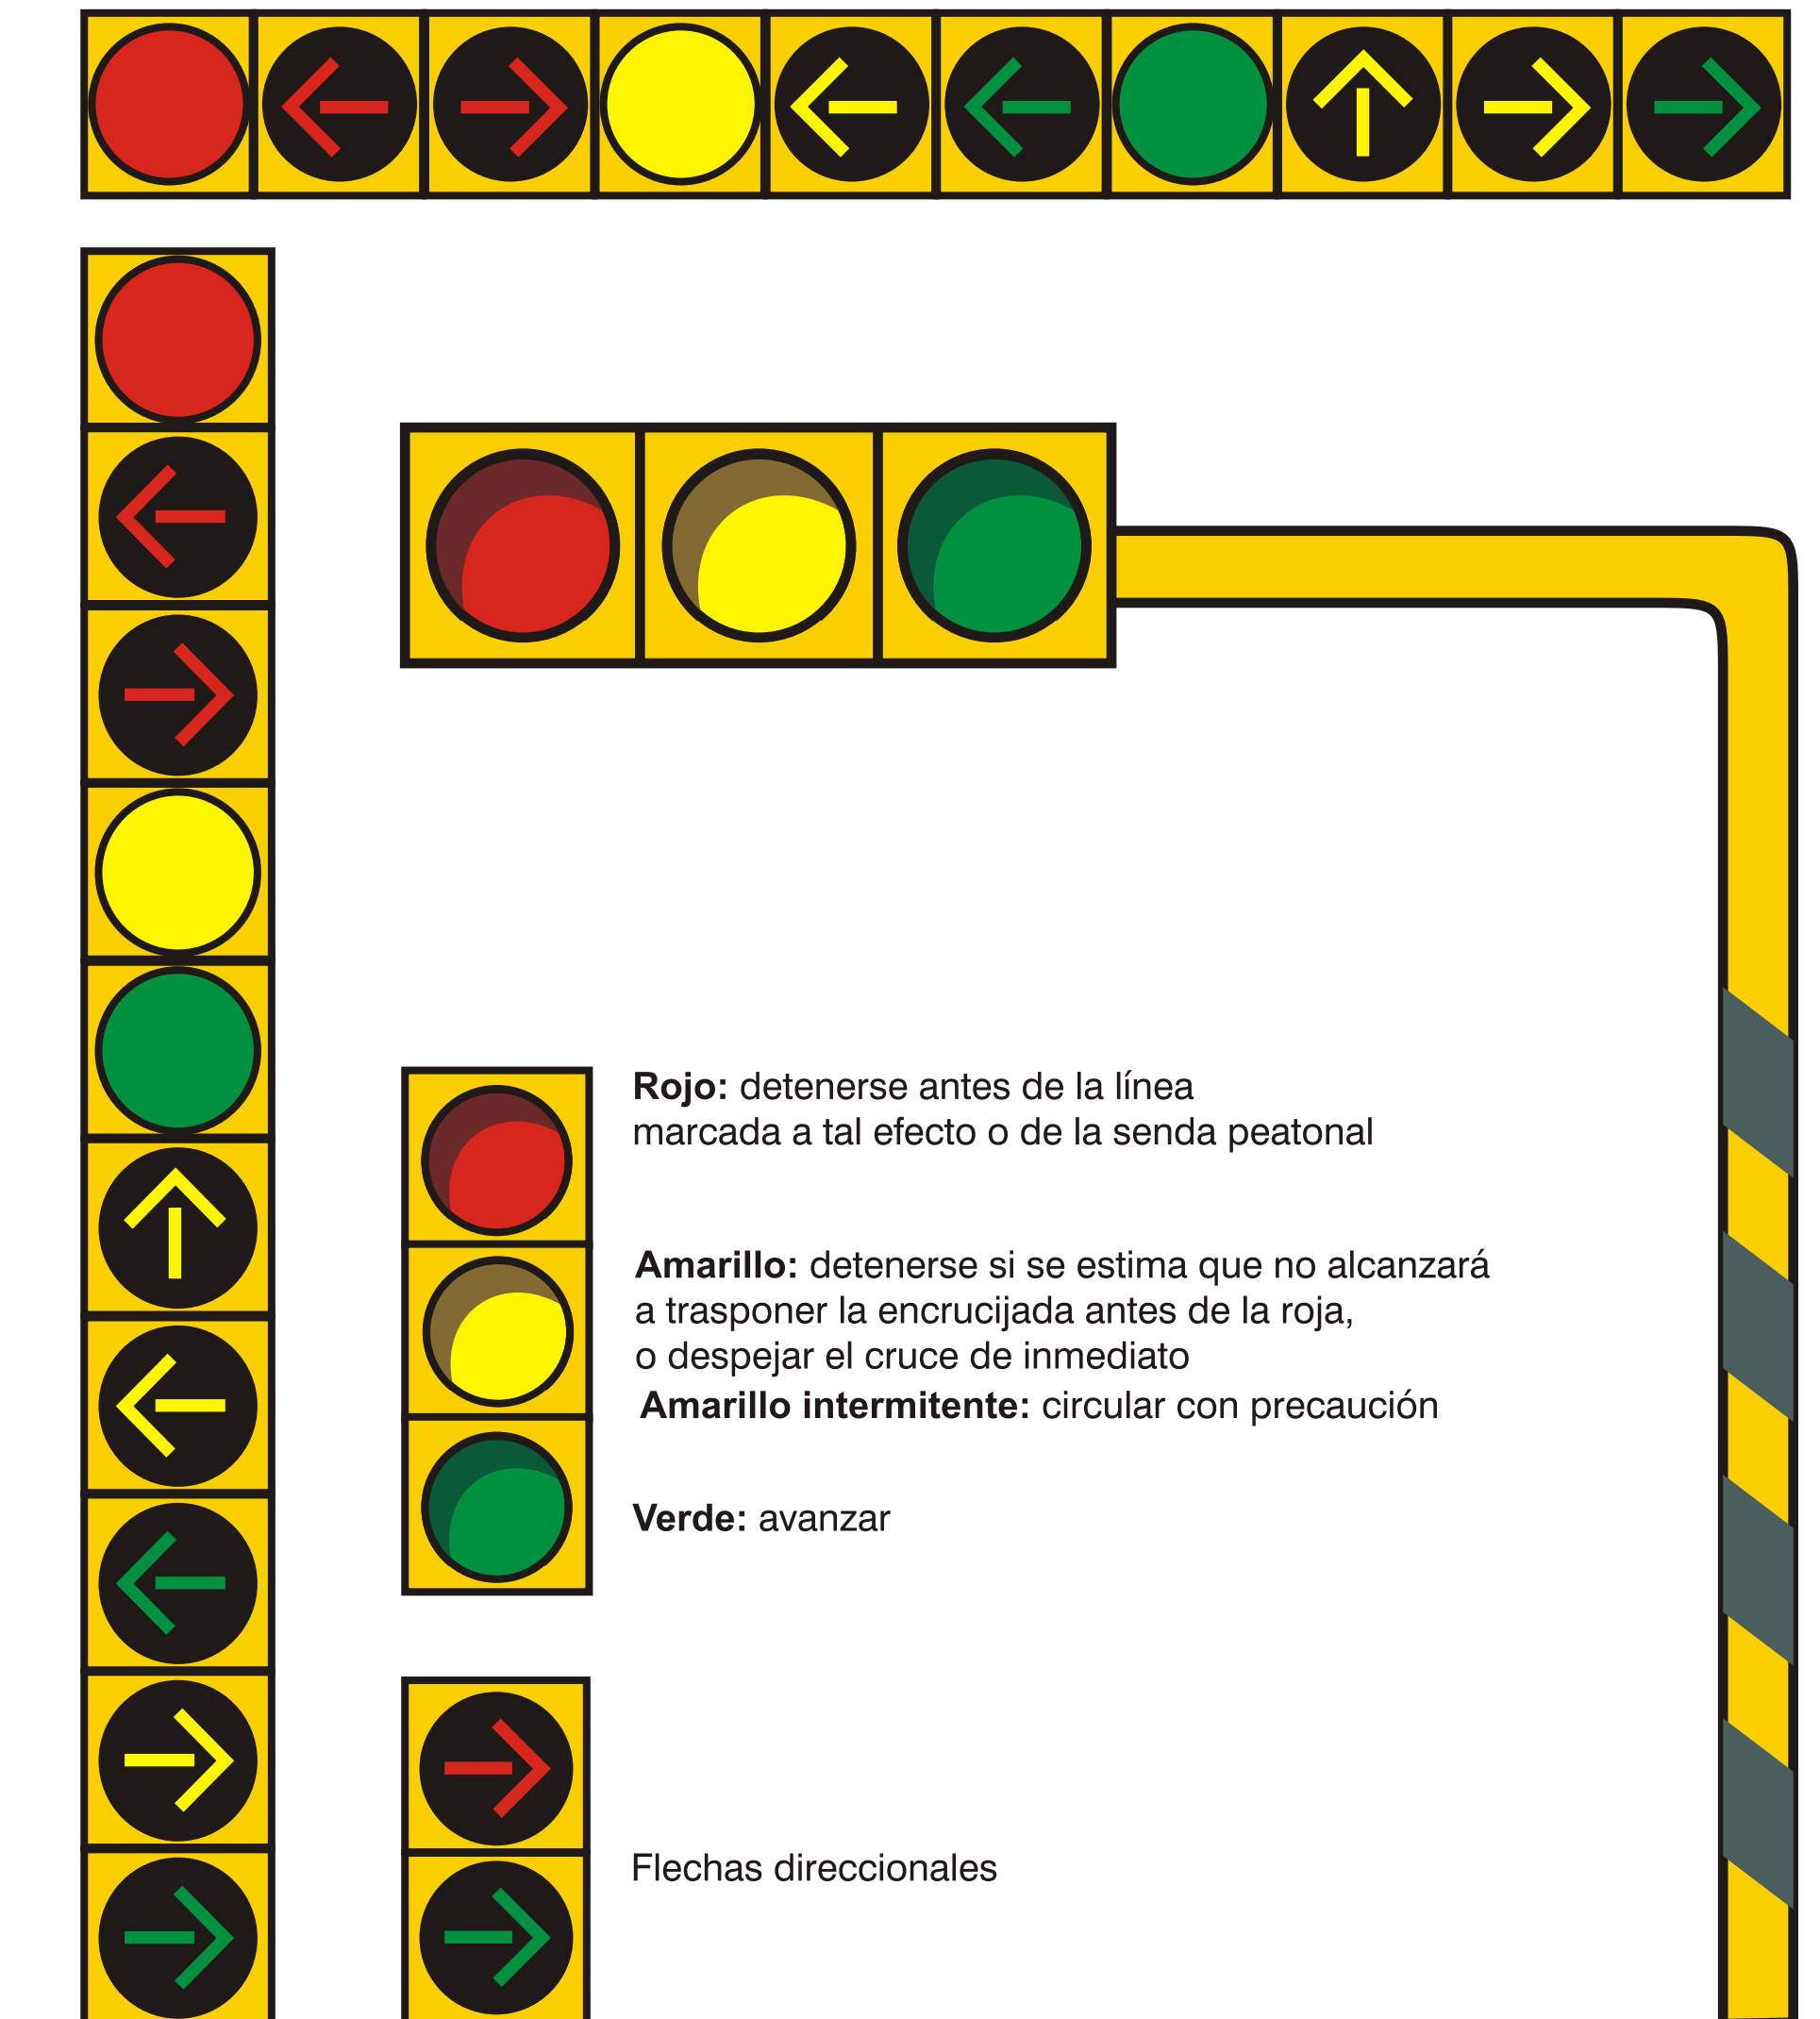 Rojo: detenerse antes de la línea
marcada a tal efecto o de la senda peatonal
Amarillo: detenerse si se estima que no alcanzará
a trasponer la encrucijada antes de la roja,
o despejar el cruce de inmediato
Amarillo intermitente: circular con precaución
Verde: avanzar
Flechas direccionales